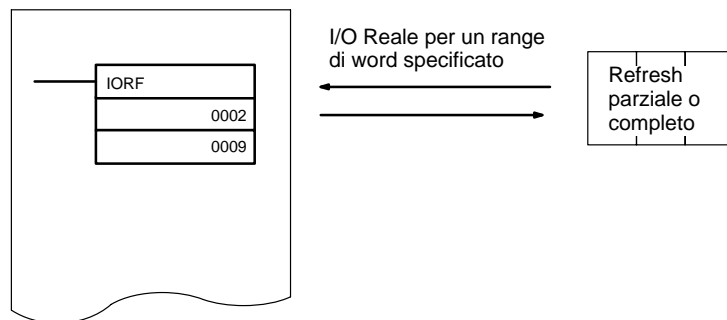 I/O Reale per un range
di word specificato
IORF
0002
0009
Refresh
parziale o
completo